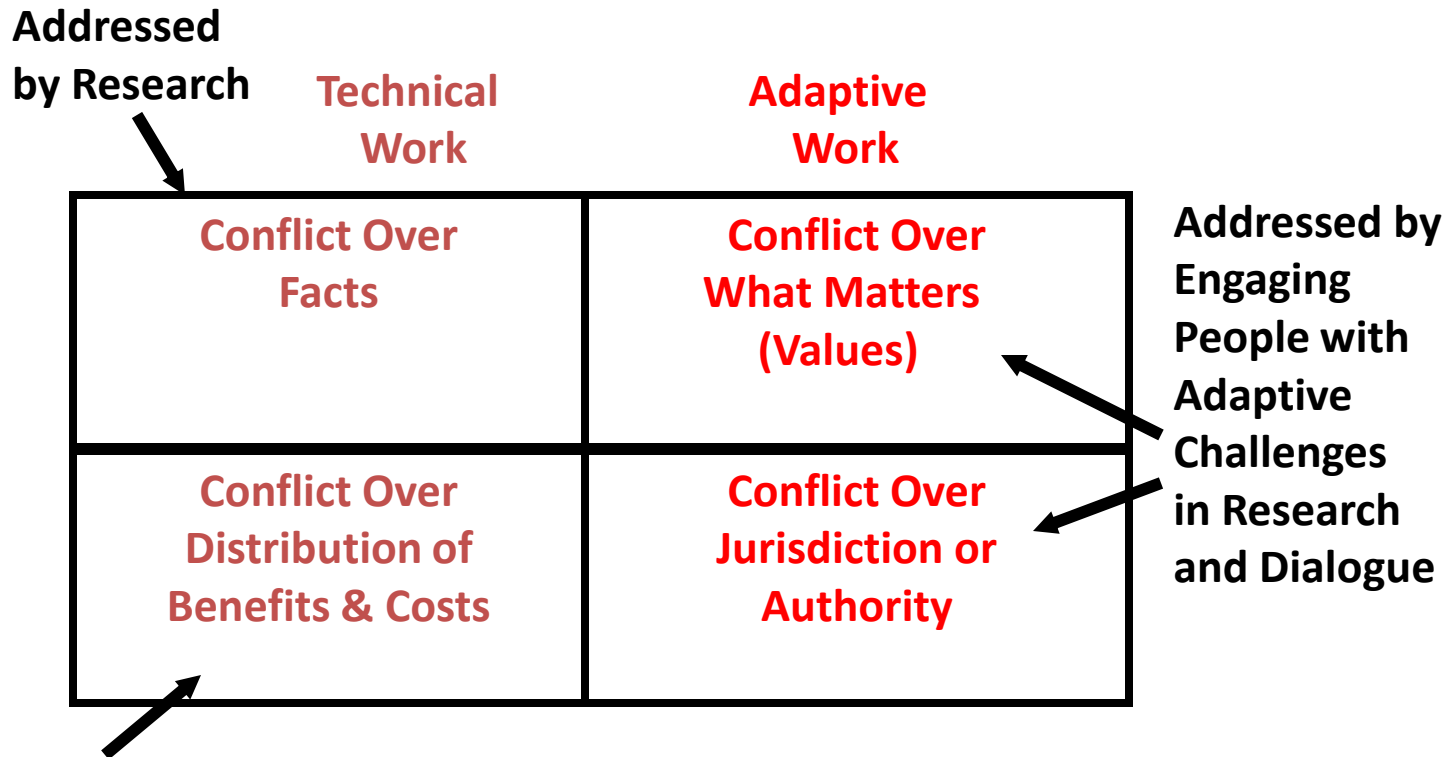 Addressed
by Research
Technical
Work
Adaptive
Work
Conflict Over
Facts
Conflict Over
What Matters
(Values)
Addressed by
Engaging
People with
Adaptive
Challenges
in Research
and Dialogue
Conflict Over
Distribution of
Benefits & Costs
Conflict Over
Jurisdiction or
Authority